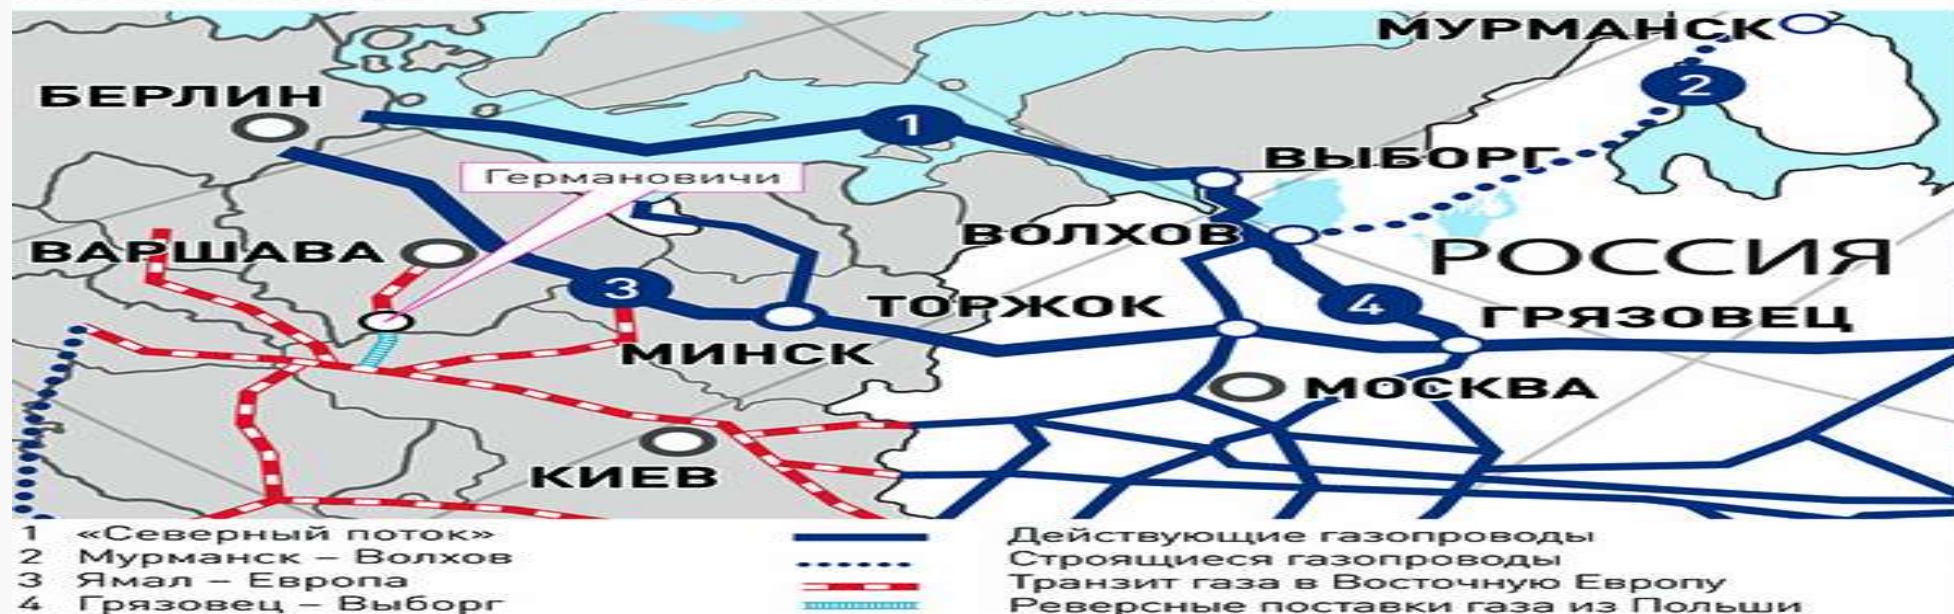 МУРМАНСК
2
БЕРЛИН
1
ВЫБОРГ
Германовичи
ВОЛХОВ
РОССИЯ
ВАРШАВА
3
ТОРЖОК
4
ГРЯЗОВЕЦ
МИНСК
МОСКВА
КИЕВ
1 «Северный поток»
2 Мурманск – Волхов
3 Ямал – Европа
4 Грязовец – Выборг
Действующие газопроводы
Строящиеся газопроводы
Транзит газа в Восточную Европу
Реверсные поставки газа из Польши